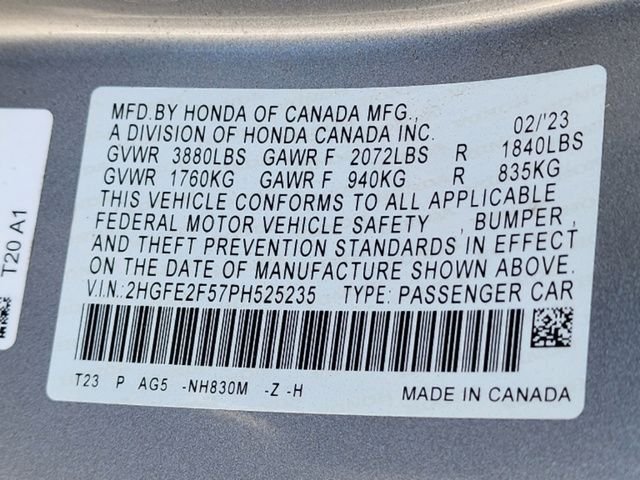 MFD.BY HONDA OF CANADA MFG.,
A DIVISION OF HONDA CANADA INC. 02/'23
GVWR 3880LBS GAWR F 2072LBS R 1840LBS
GVWR 1760KG GAWR F 940KG R 835KG
THIS VEHICLE CONFORMS TO ALL APPLICABLE
FEDERAL MOTOR VEHICLE SAFETY , BUMPER ,
AND THEFT PREVENTION STANDARDS IN EFFECT
ON THE DATE OF MANUFACTURE SHOWN ABOVE.
V.I.N.:2HGFE2F57PH525235 TYPE: PASSENGER CAR
T23 P AG5 -NH830M -Z -H MADE IN CANADA
T20 A1